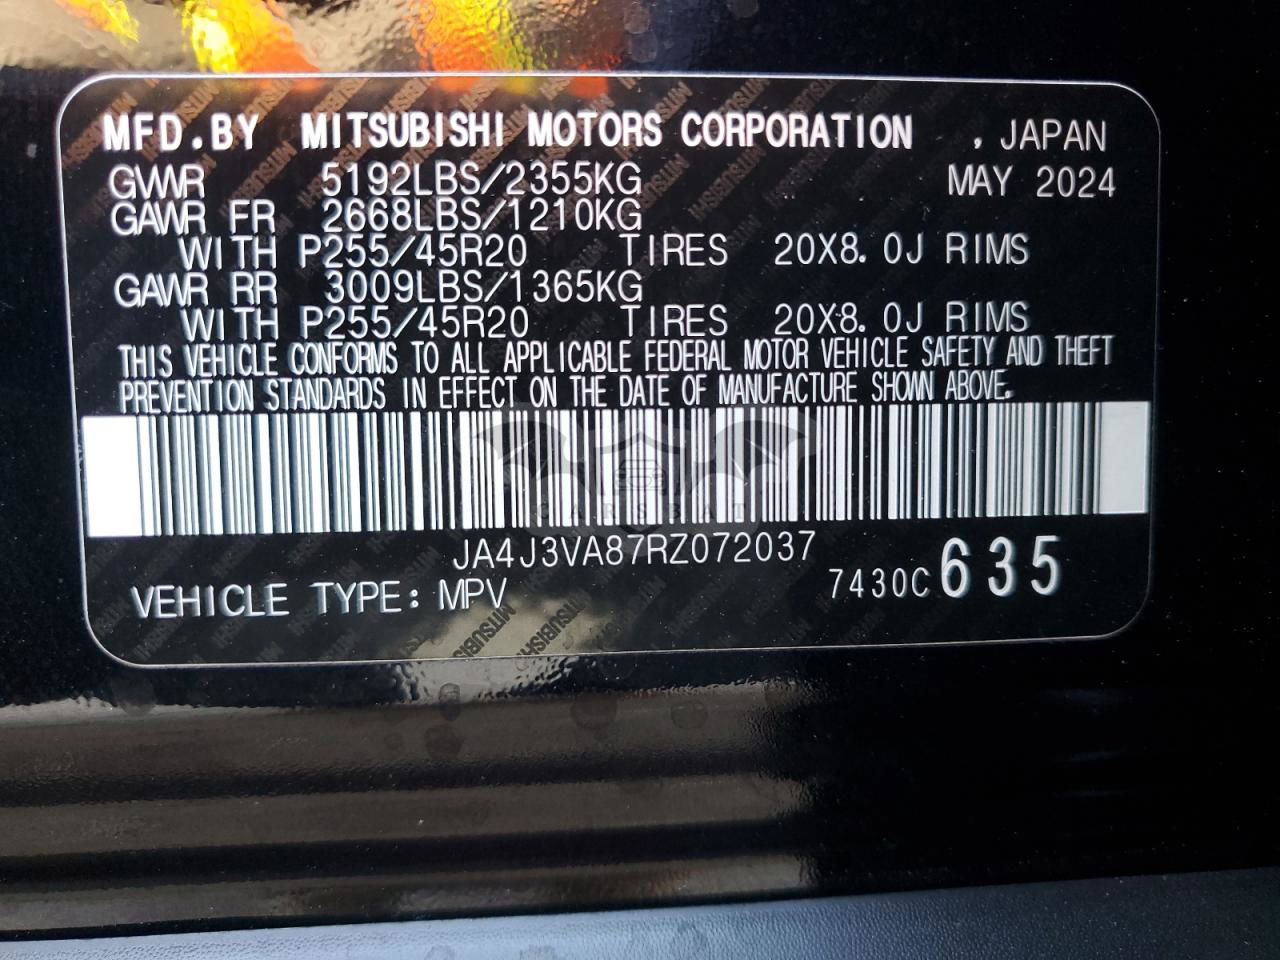 MFD.BY MITSUBISHI MOTORS CORPORATION , JAPAN
GVWR 5192LBS/2355KG MAY 2024
GAWR FR 2668LBS/1210KG
WITH P255/45R20 TIRES 20X8.0J RIMS
GAWR RR 3009LBS/1365KG
WITH P255/45R20 TIRES 20X8.0J RIMS
THIS VEHICLE CONFORMS TO ALL APPLICABLE FEDERAL MOTOR VEHICLE SAFETY AND THEFT
PREVENTION STANDARDS IN EFFECT ON THE DATE OF MANUFACTURE SHOWN ABOVE.
CARSBAT
JA4J3VA87RZ072037
VEHICLE TYPE: MPV 7430C 635